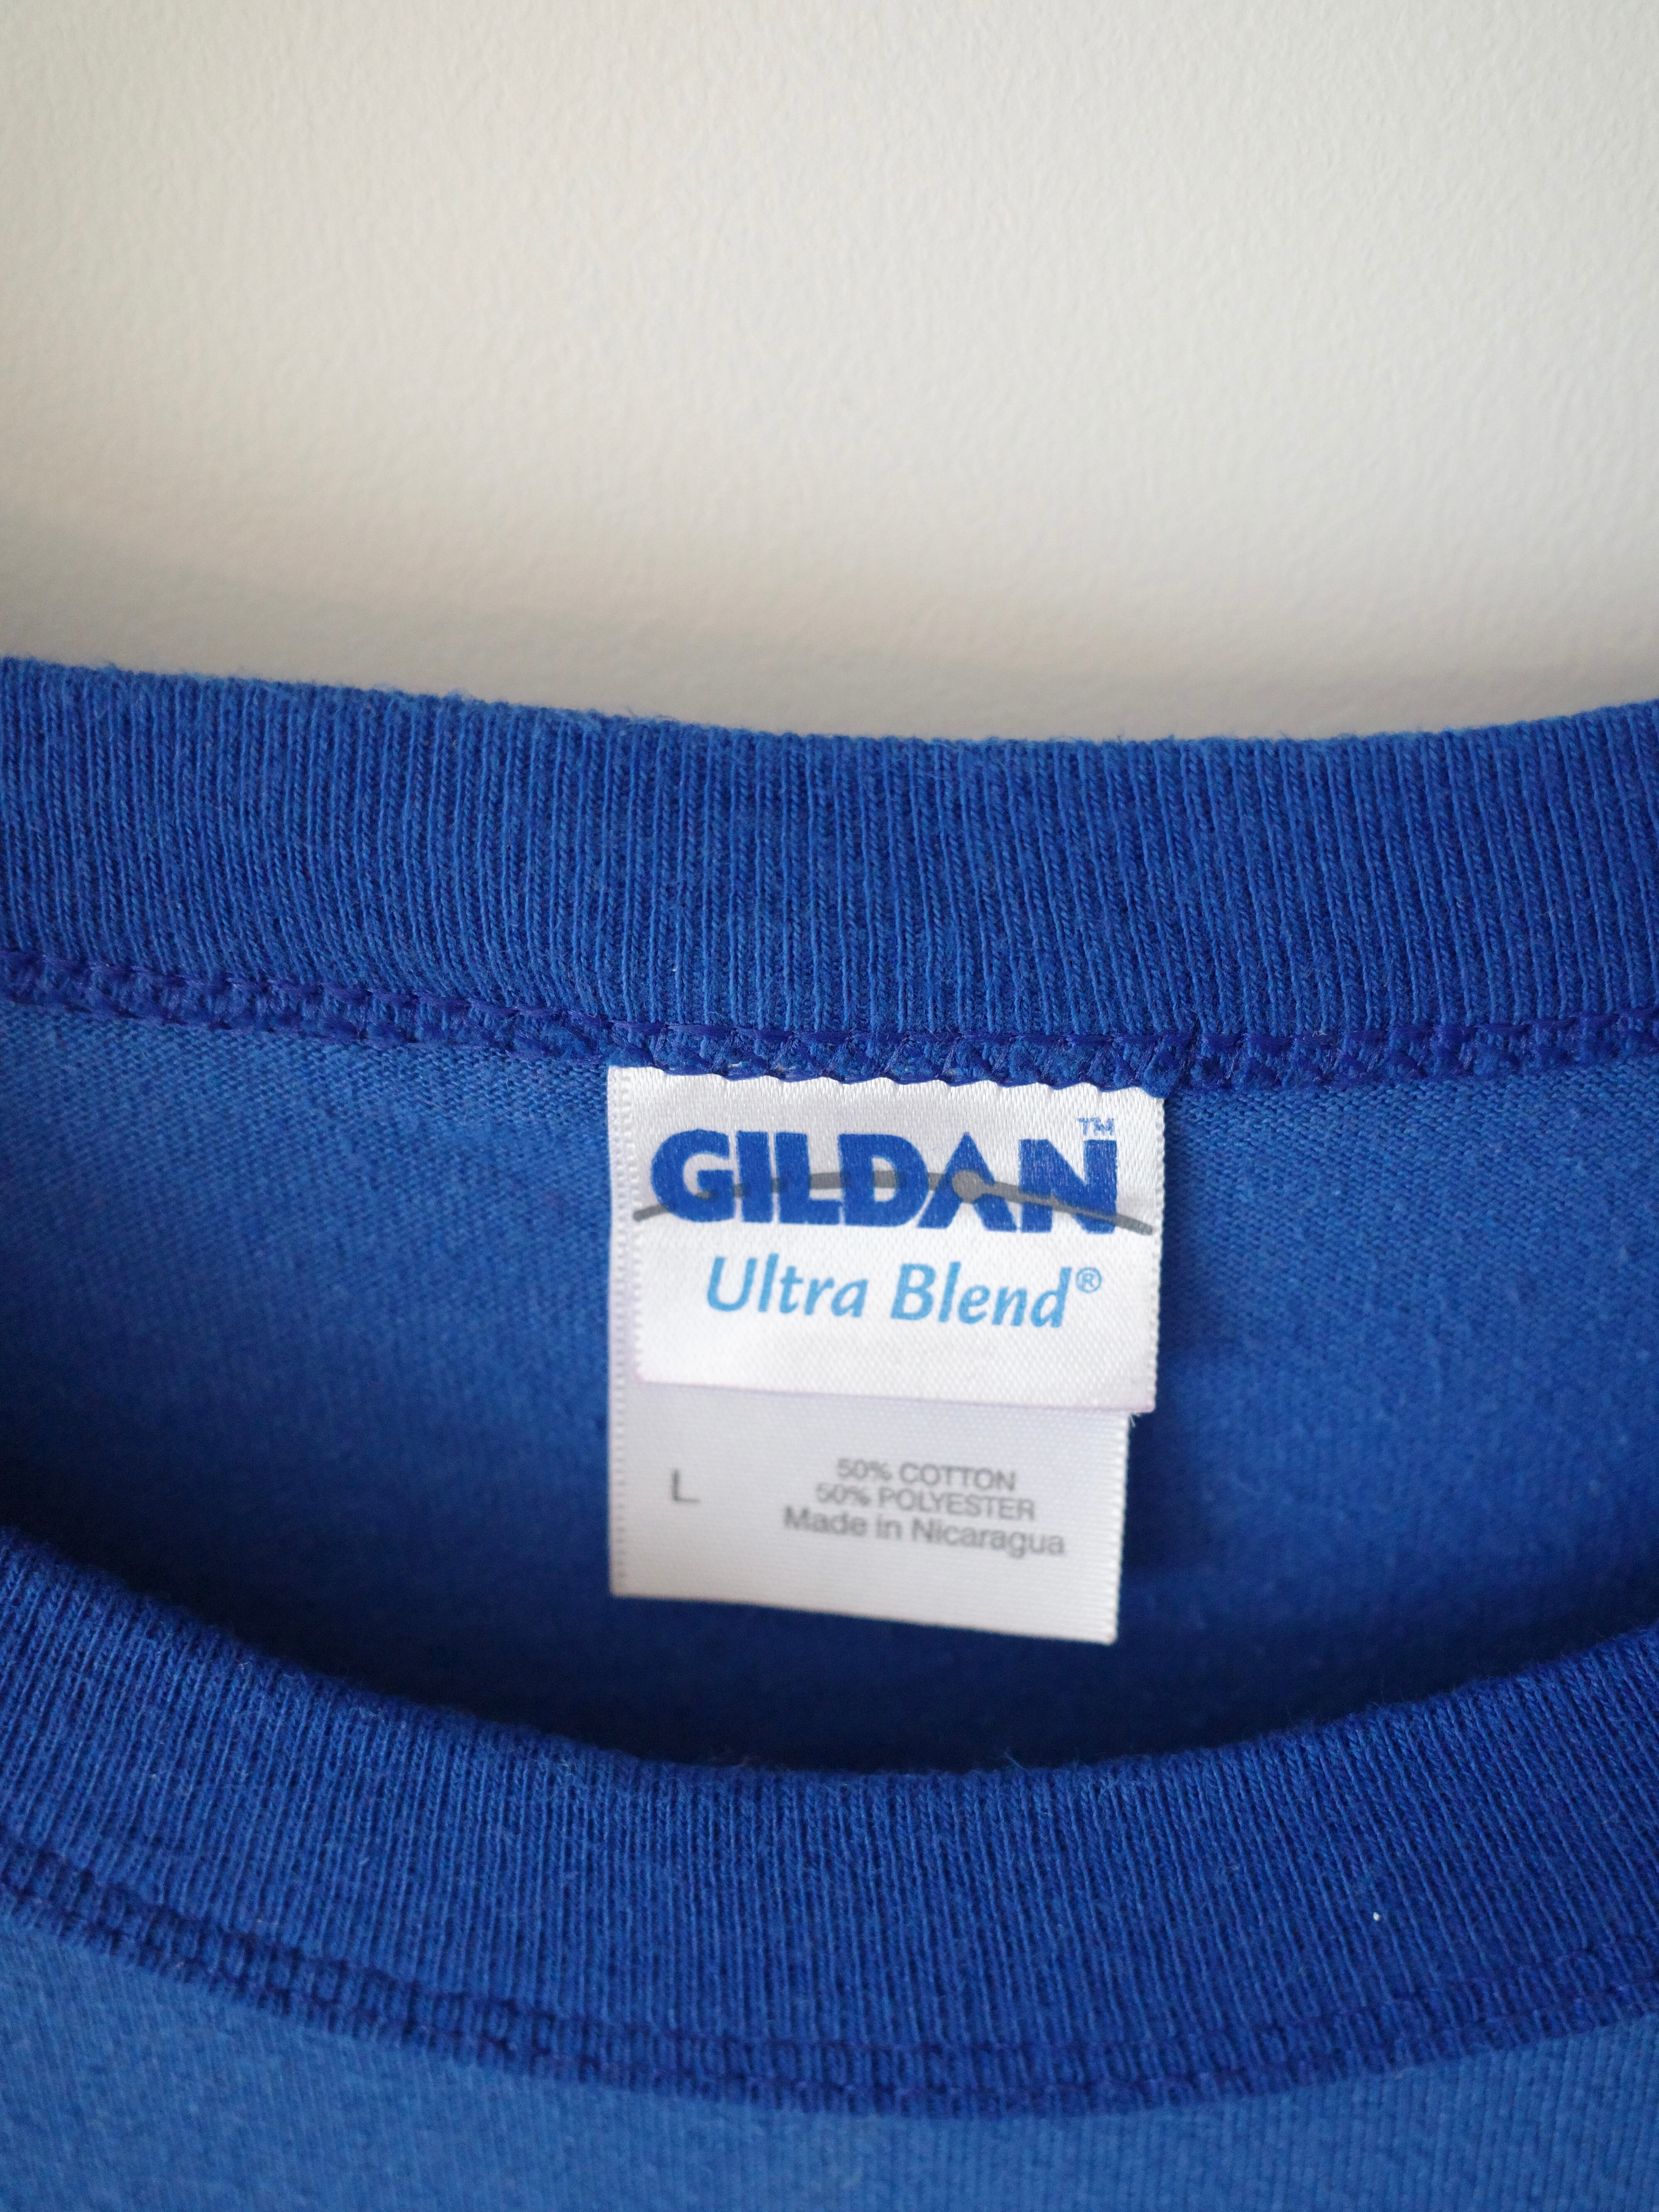 GILDAN™
Ultra Blend®
L
50% COTTON
50% POLYESTER
Made in Nicaragua